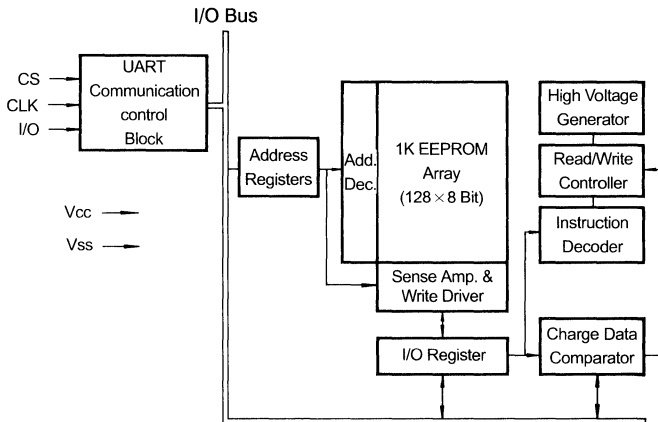 I/O Bus
CS
CLK
I/O
UART
Communication
control
Block
Vcc
Vss
Address
Registers
Add.
Dec.
1K EEPROM
Array
(128 × 8 Bit)
Sense Amp. &
Write Driver
I/O Register
High Voltage
Generator
Read/Write
Controller
Instruction
Decoder
Charge Data
Comparator